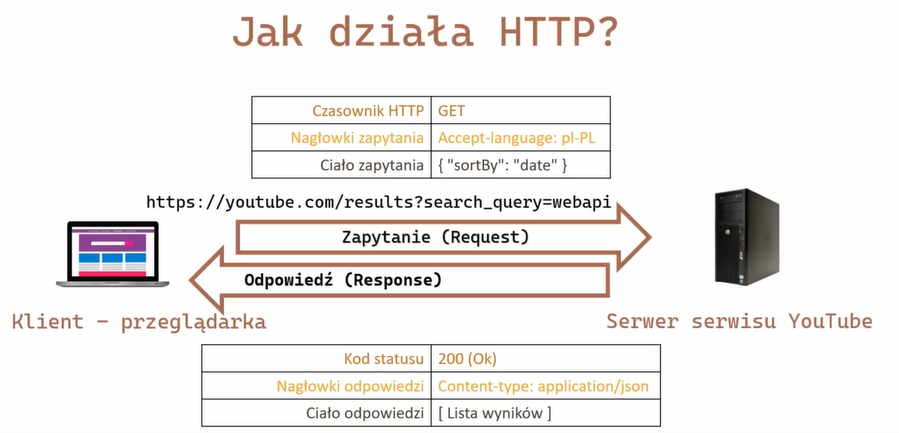 Jak działa HTTP?
Czasownik HTTP GET
Nagłowki zapytania Accept-language: pl-PL
Ciało zapytania { "sortBy": "date" }
https://youtube.com/results?search_query=webapi
Zapytanie (Request)
Odpowiedź (Response)
Klient – przeglądarka
Serwer serwisu YouTube
Kod statusu 200 (Ok)
Nagłowki odpowiedzi Content-type: application/json
Ciało odpowiedzi [ Lista wyników ]